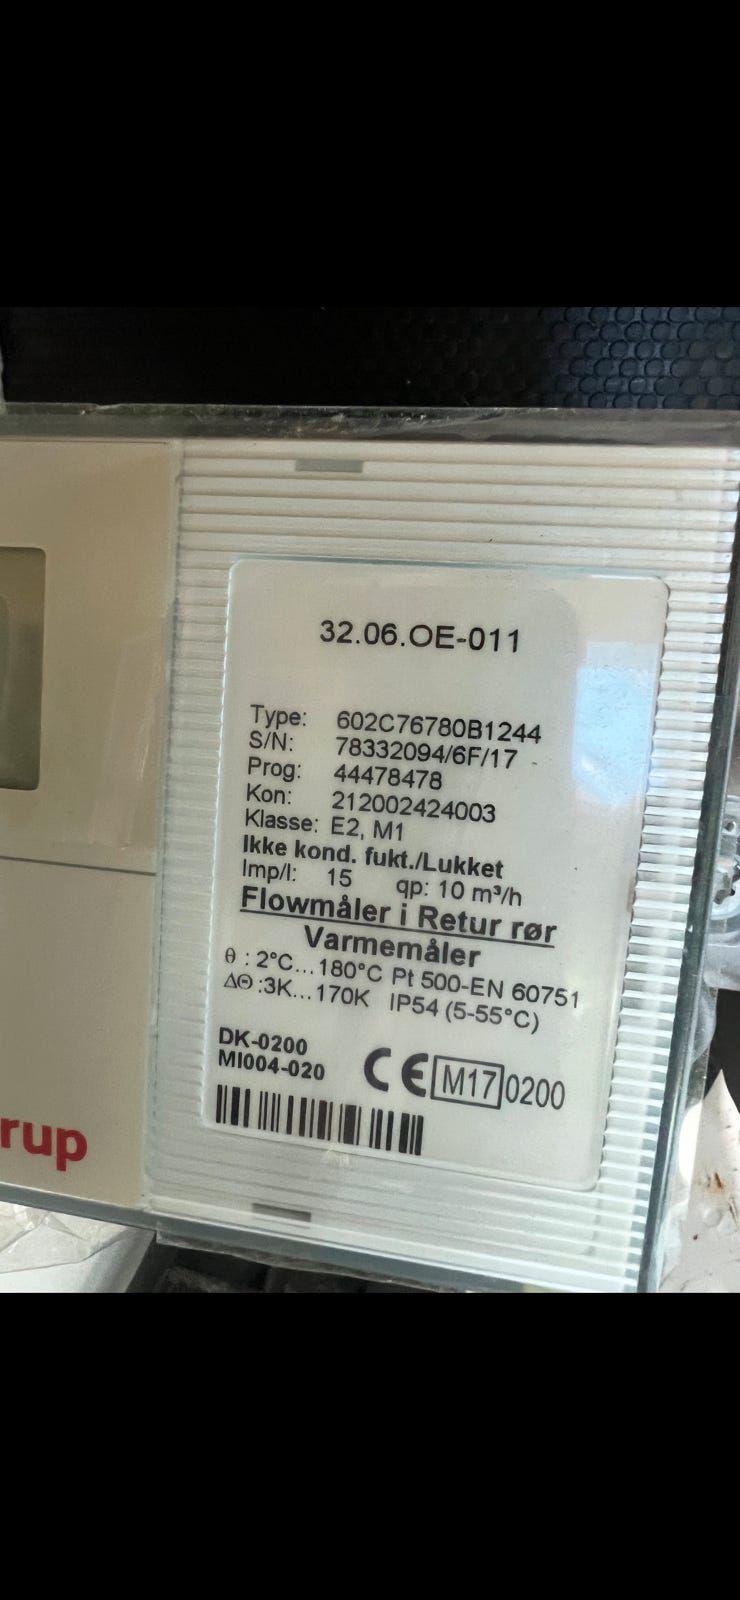 32.06.OE-011
Type: 602C76780B1244
S/N: 78332094/6F/17
Prog: 44478478
Kon: 212002424003
Klasse: E2, M1
Ikke kond. fukt./Lukket
Imp/l: 15 qp: 10 m³/h
Flowmåler i Retur rør
Varmemåler
θ : 2°C...180°C Pt 500-EN 60751
ΔΘ :3K...170K IP54 (5-55°C)
DK-0200
MI004-020
CE M17 0200
rup